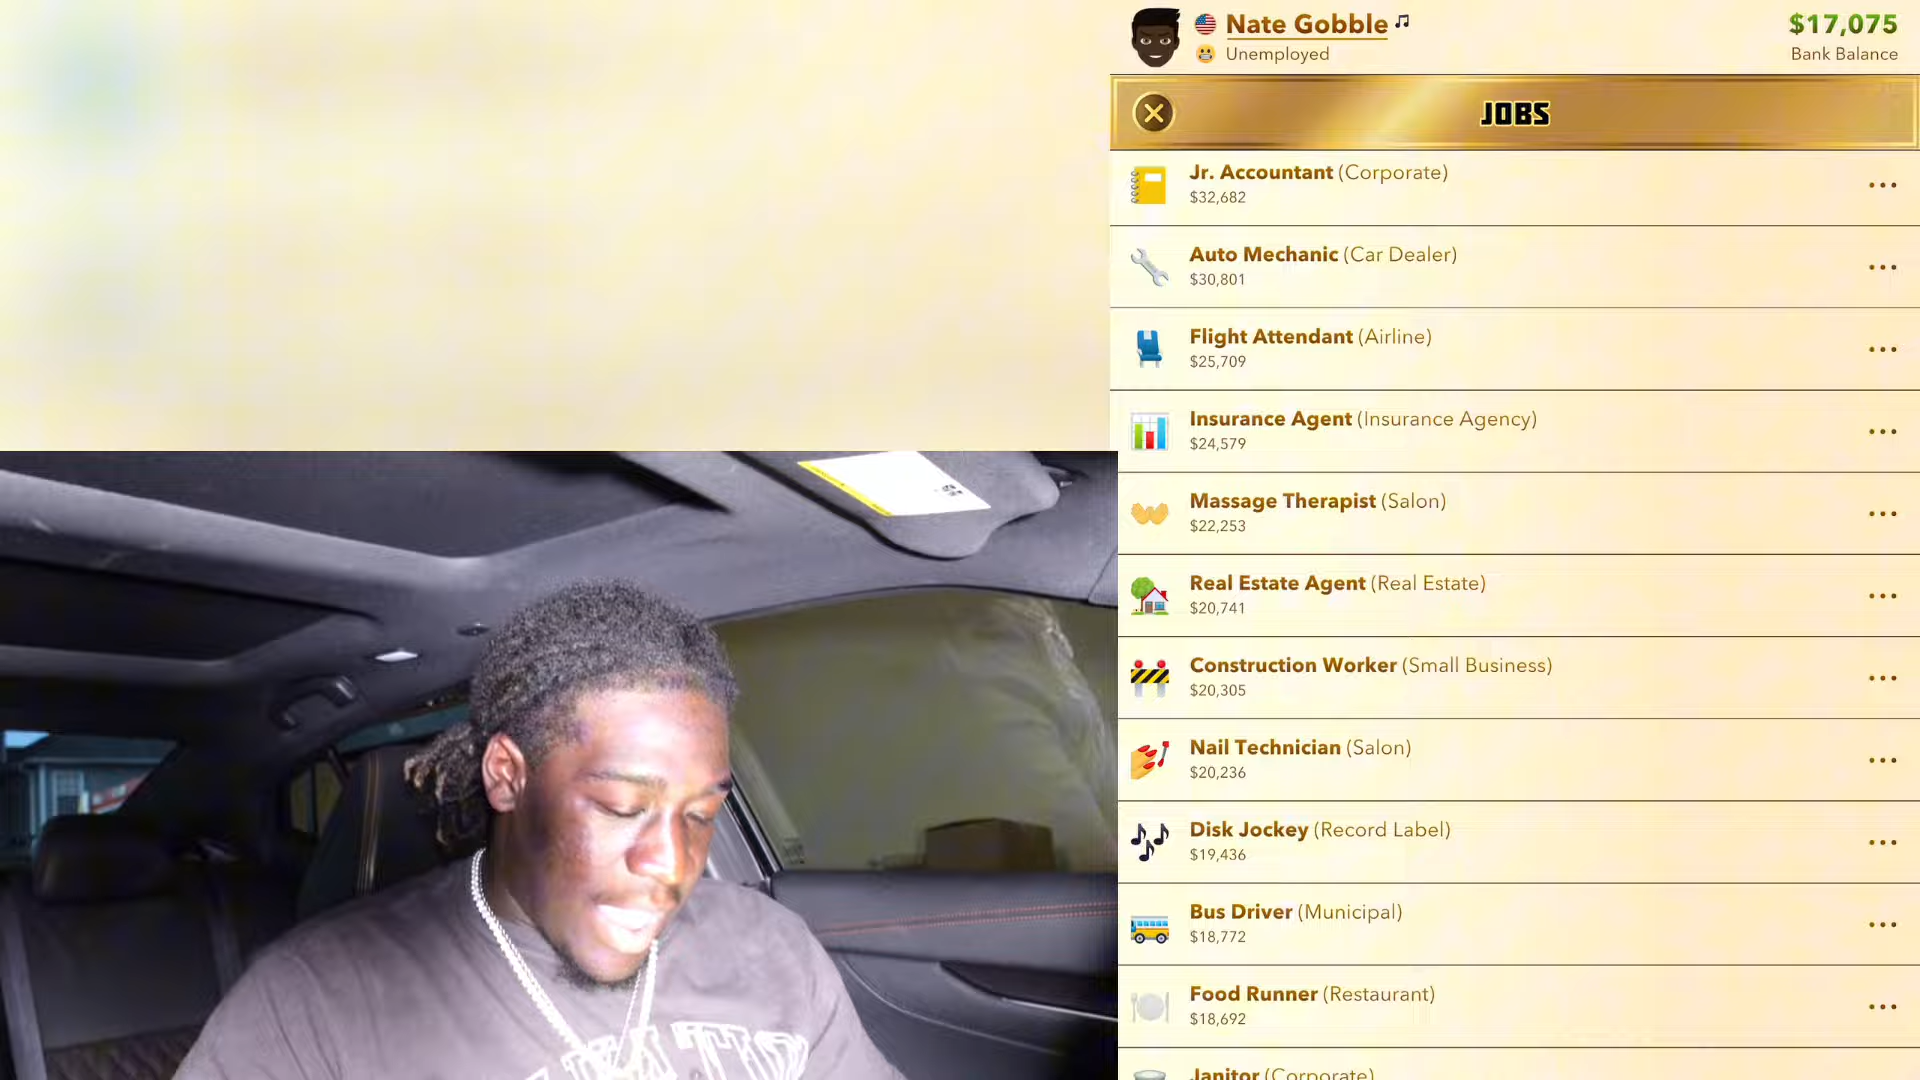 Nate Gobble
Unemployed
$17,075
Bank Balance
JOBS
Jr. Accountant (Corporate)
$32,682
Auto Mechanic (Car Dealer)
$30,801
Flight Attendant (Airline)
$25,709
Insurance Agent (Insurance Agency)
$24,579
Massage Therapist (Salon)
$22,253
Real Estate Agent (Real Estate)
$20,741
Construction Worker (Small Business)
$20,305
Nail Technician (Salon)
$20,236
Disk Jockey (Record Label)
$19,436
Bus Driver (Municipal)
$18,772
Food Runner (Restaurant)
$18,692
Janitor (Corporate)